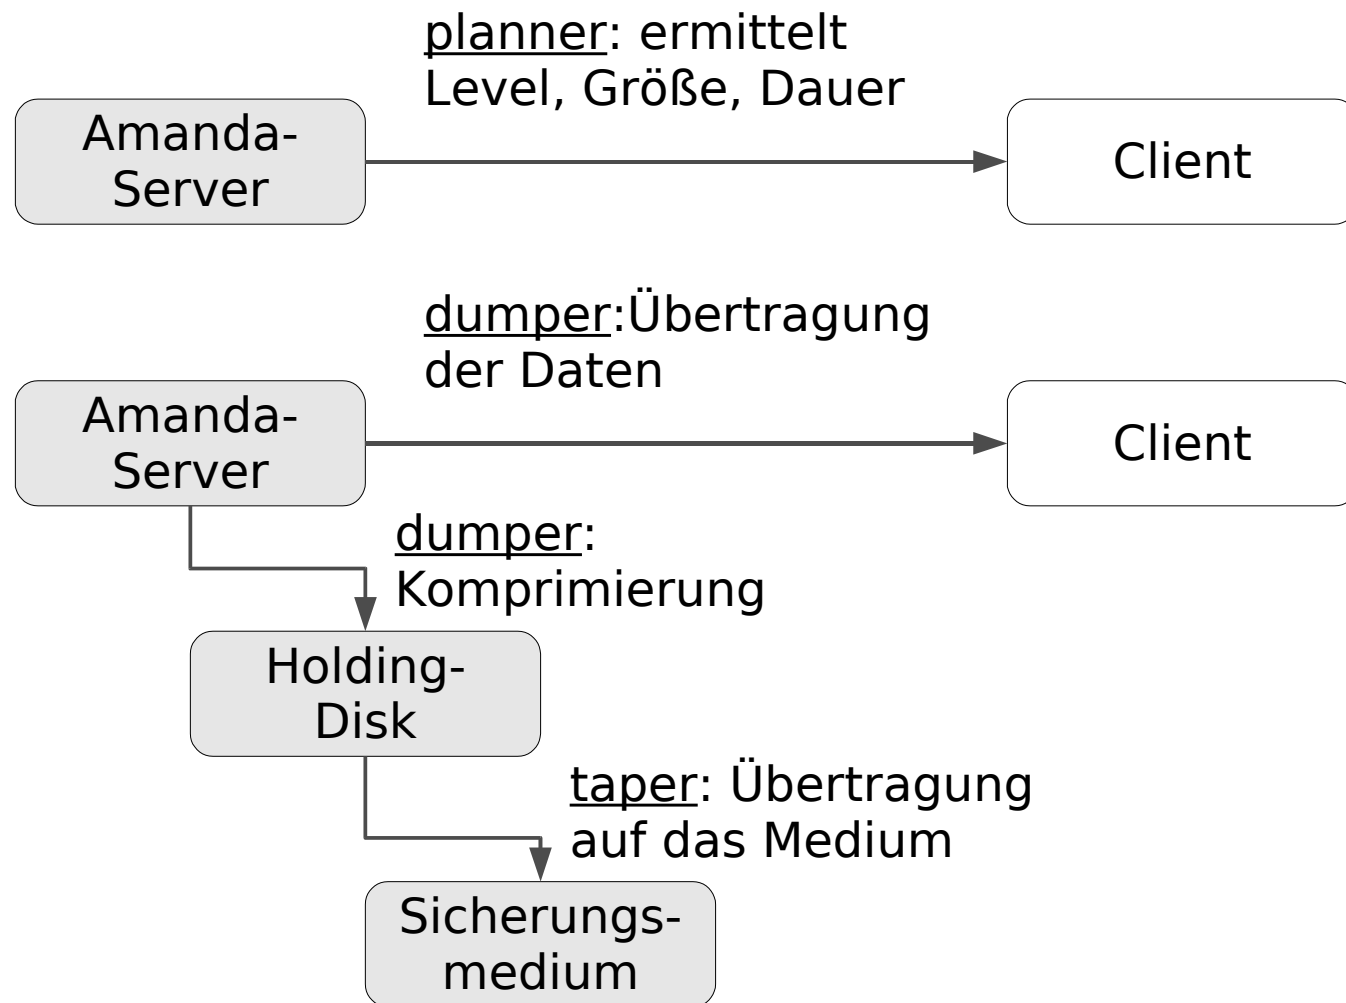 planner: ermittelt
Level, Größe, Dauer
Amanda-
Server
Client
dumper:Übertragung
der Daten
Amanda-
Server
Client
dumper:
Komprimierung
Holding-
Disk
taper: Übertragung
auf das Medium
Sicherungs-
medium